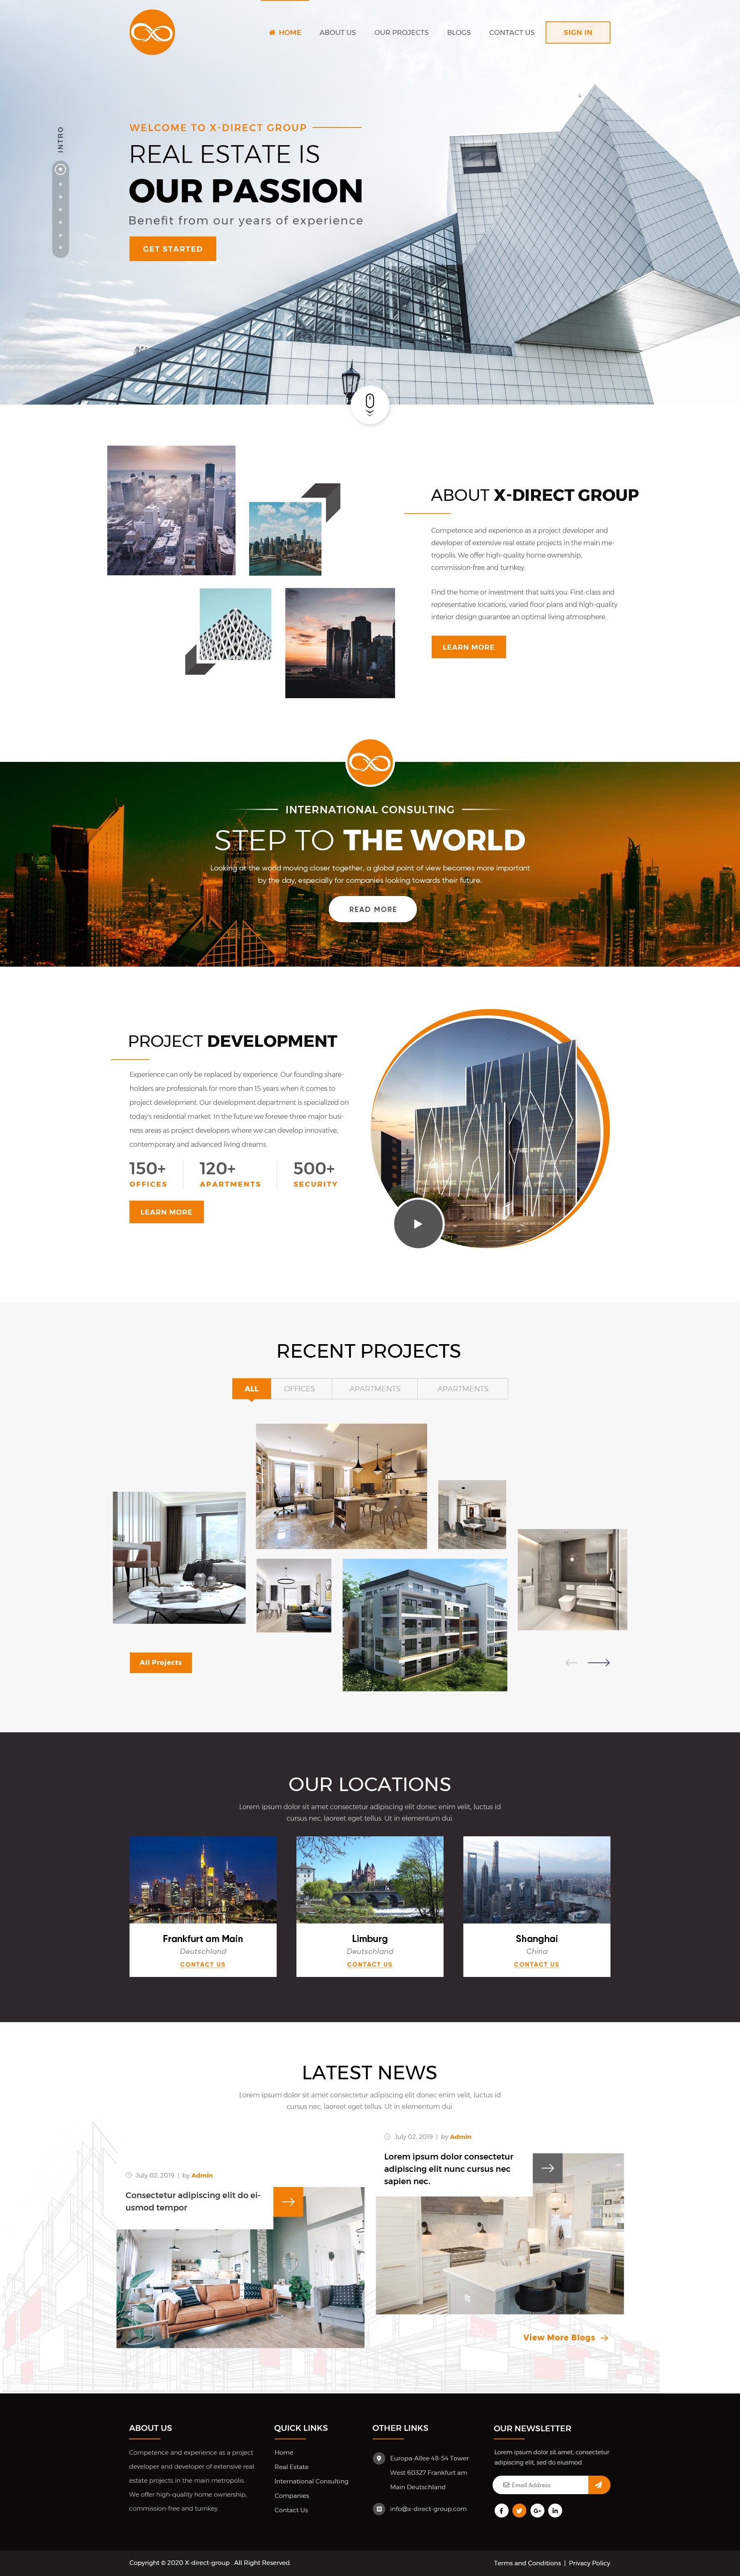 HOME ABOUT US OUR PROJECTS BLOGS CONTACT US SIGN IN
INTRO
WELCOME TO X-DIRECT GROUP
REAL ESTATE IS
OUR PASSION
Benefit from our years of experience
GET STARTED
ABOUT X-DIRECT GROUP
Competence and experience as a project developer and
developer of extensive real estate projects in the main me-
tropolis. We offer high-quality home ownership,
commission-free and turnkey.
Find the home or investment that suits you. First-class and
representative locations, varied floor plans and high-quality
interior design guarantee an optimal living atmosphere.
LEARN MORE
INTERNATIONAL CONSULTING
STEP TO THE WORLD
Looking at the world moving closer together, a global point of view becomes more important
by the day, especially for companies looking towards their future.
READ MORE
PROJECT DEVELOPMENT
Experience can only be replaced by experience. Our founding share-
holders are professionals for more than 15 years when it comes to
project development. Our development department is specialized on
today's residential market. In the future we foresee three major busi-
ness areas as project developers where we can develop innovative,
contemporary and advanced living dreams.
150+ 120+ 500+
OFFICES APARTMENTS SECURITY
LEARN MORE
RECENT PROJECTS
ALL OFFICES APARTMENTS APARTMENTS
All Projects
OUR LOCATIONS
Lorem ipsum dolor sit amet consectetur adipiscing elit donec enim velit, luctus id
cursus nec, laoreet eget tellus. Ut in elementum dui.
Frankfurt am Main
Deutschland
CONTACT US
Limburg
Deutschland
CONTACT US
Shanghai
China
CONTACT US
LATEST NEWS
Lorem ipsum dolor sit amet consectetur adipiscing elit donec enim velit, luctus id
cursus nec, laoreet eget tellus. Ut in elementum dui.
July 02, 2019 | by Admin
Consectetur adipiscing elit do ei-
usmod tempor
July 02, 2019 | by Admin
Lorem ipsum dolor consectetur
adipiscing elit nunc cursus nec
sapien nec.
View More Blogs
ABOUT US
Competence and experience as a project
developer and developer of extensive real
estate projects in the main metropolis.
We offer high-quality home ownership,
commission-free and turnkey.
QUICK LINKS
Home
Real Estate
International Consulting
Companies
Contact Us
OTHER LINKS
Europa-Allee 48-54 Tower
West 60327 Frankfurt am
Main Deutschland
info@x-direct-group.com
OUR NEWSLETTER
Lorem ipsum dolor sit amet, consectetur
adipiscing elit, sed do eiusmod.
Email Address
Copyright © 2020 X-direct-group . All Right Reserved.
Terms and Conditions | Privacy Policy